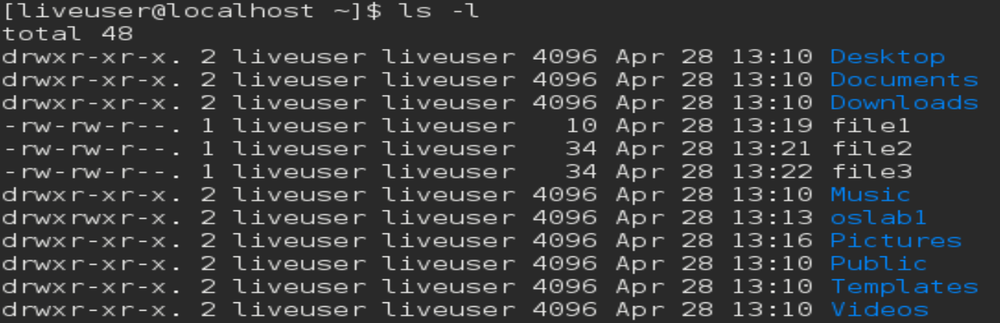 [liveuser@localhost ~]$ ls -l
total 48
drwxr-xr-x. 2 liveuser liveuser 4096 Apr 28 13:10 Desktop
drwxr-xr-x. 2 liveuser liveuser 4096 Apr 28 13:10 Documents
drwxr-xr-x. 2 liveuser liveuser 4096 Apr 28 13:10 Downloads
-rw-rw-r--. 1 liveuser liveuser   10 Apr 28 13:19 file1
-rw-rw-r--. 1 liveuser liveuser   34 Apr 28 13:21 file2
-rw-rw-r--. 1 liveuser liveuser   34 Apr 28 13:22 file3
drwxr-xr-x. 2 liveuser liveuser 4096 Apr 28 13:10 Music
drwxrwxr-x. 2 liveuser liveuser 4096 Apr 28 13:13 oslab1
drwxr-xr-x. 2 liveuser liveuser 4096 Apr 28 13:16 Pictures
drwxr-xr-x. 2 liveuser liveuser 4096 Apr 28 13:10 Public
drwxr-xr-x. 2 liveuser liveuser 4096 Apr 28 13:10 Templates
drwxr-xr-x. 2 liveuser liveuser 4096 Apr 28 13:10 Videos